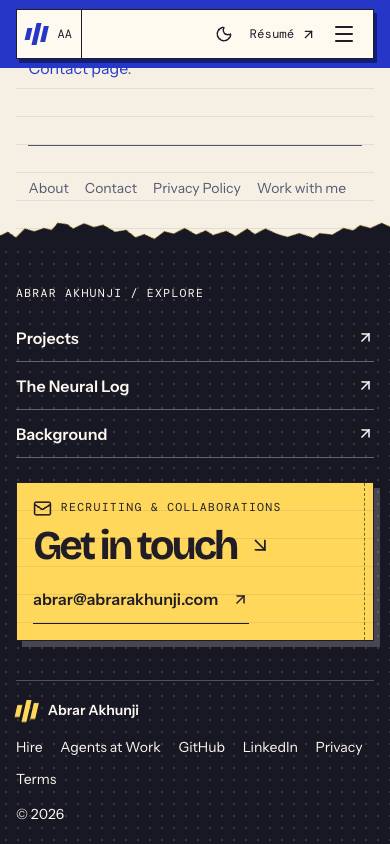 AA Résumé
Contact page.
About Contact Privacy Policy Work with me
ABRAR AKHUNJI / EXPLORE
Projects
The Neural Log
Background
RECRUITING & COLLABORATIONS
Get in touch
abrar@abrarakhunji.com
Abrar Akhunji
Hire Agents at Work GitHub LinkedIn Privacy
Terms
© 2026